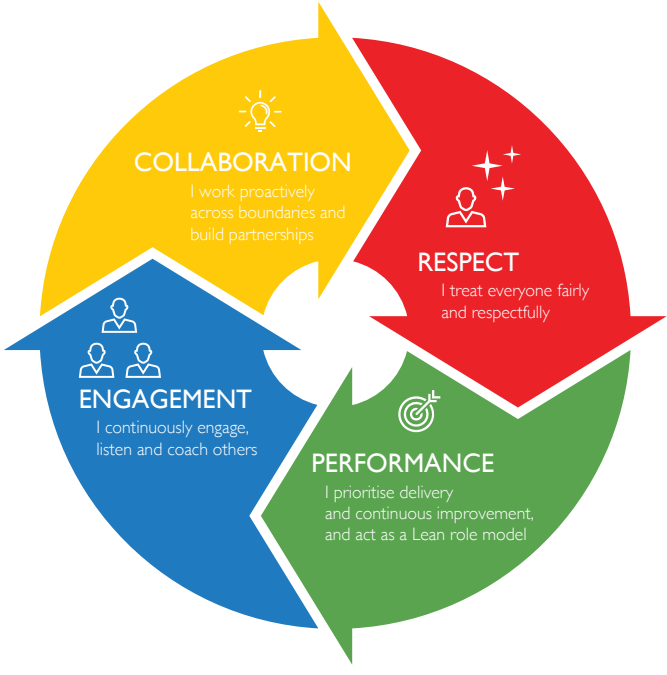 COLLABORATION
I work proactively
across boundaries and
build partnerships
RESPECT
I treat everyone fairly
and respectfully
ENGAGEMENT
I continuously engage,
listen and coach others
PERFORMANCE
I prioritise delivery
and continuous improvement,
and act as a Lean role model